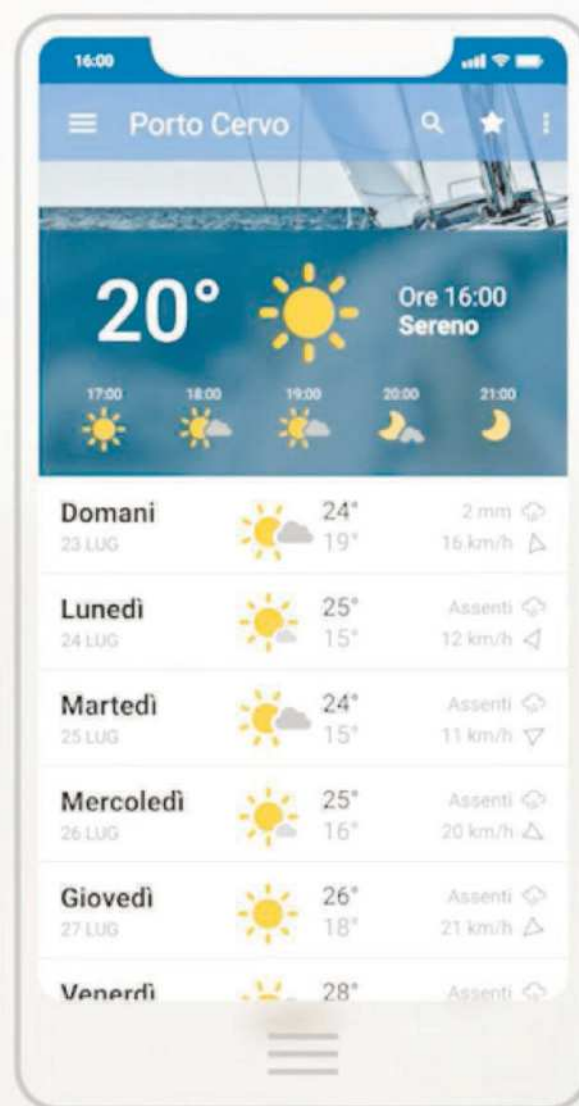 16:00
Porto Cervo
20°
Ore 16:00
Sereno
17:00 18:00 19:00 20:00 21:00
Domani 24° 2 mm
23 LUG 19° 16 km/h
Lunedì 25° Assenti
24 LUG 15° 12 km/h
Martedì 24° Assenti
25 LUG 15° 11 km/h
Mercoledì 25° Assenti
26 LUG 16° 20 km/h
Giovedì 26° Assenti
27 LUG 18° 21 km/h
Venerdì 28° Assenti